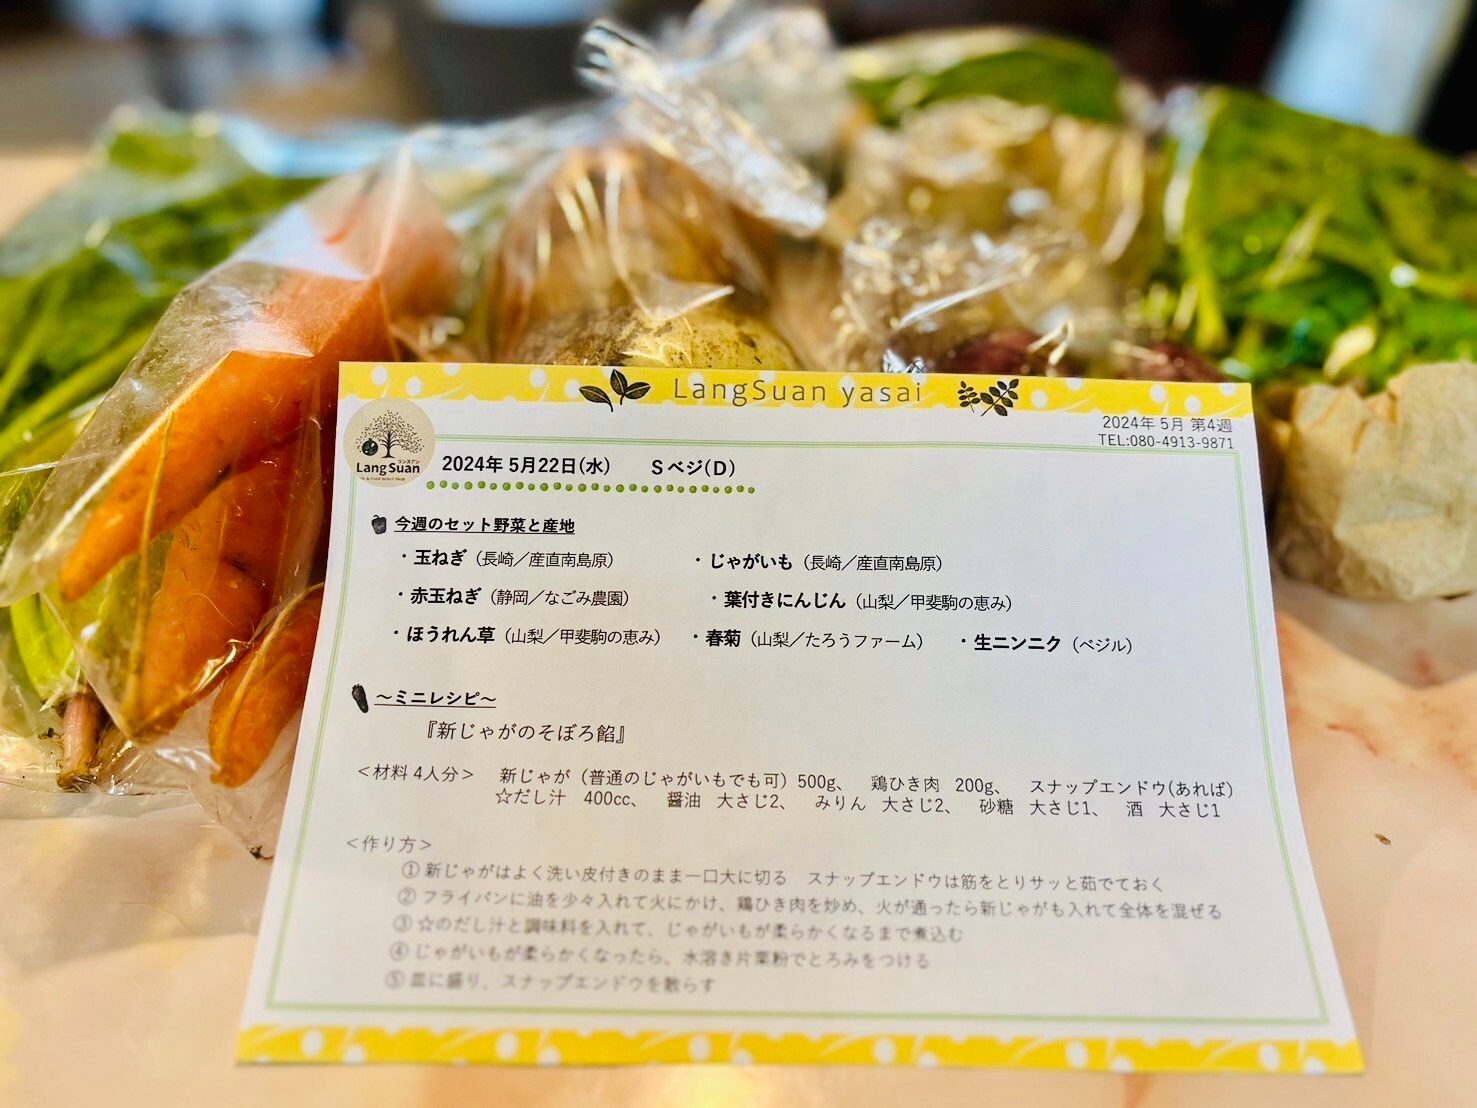 LangSuan yasai
2024年 5月 第4週
TEL:080-4913-9871
ランスアン
LangSuan
2024年 5月22日(水)　Sベジ(D)
今週のセット野菜と産地
・玉ねぎ（長崎／産直南島原）　・じゃがいも（長崎／産直南島原）
・赤玉ねぎ（静岡／なごみ農園）　・葉付きにんじん（山梨／甲斐駒の恵み）
・ほうれん草（山梨／甲斐駒の恵み）　・春菊（山梨／たろうファーム）　・生ニンニク（ベジル）
～ミニレシピ～
『新じゃがのそぼろ餡』
＜材料 4人分＞　新じゃが（普通のじゃがいもでも可）500g、　鶏ひき肉　200g、　スナップエンドウ(あれば)
☆だし汁　400cc、　醤油　大さじ2、　みりん　大さじ2、　砂糖　大さじ1、　酒　大さじ1
＜作り方＞
① 新じゃがはよく洗い皮付きのまま一口大に切る　スナップエンドウは筋をとりサッと茹でておく
② フライパンに油を少々入れて火にかけ、鶏ひき肉を炒め、火が通ったら新じゃがも入れて全体を混ぜる
③ ☆のだし汁と調味料を入れて、じゃがいもが柔らかくなるまで煮込む
④ じゃがいもが柔らかくなったら、水溶き片栗粉でとろみをつける
⑤ 皿に盛り、スナップエンドウを散らす